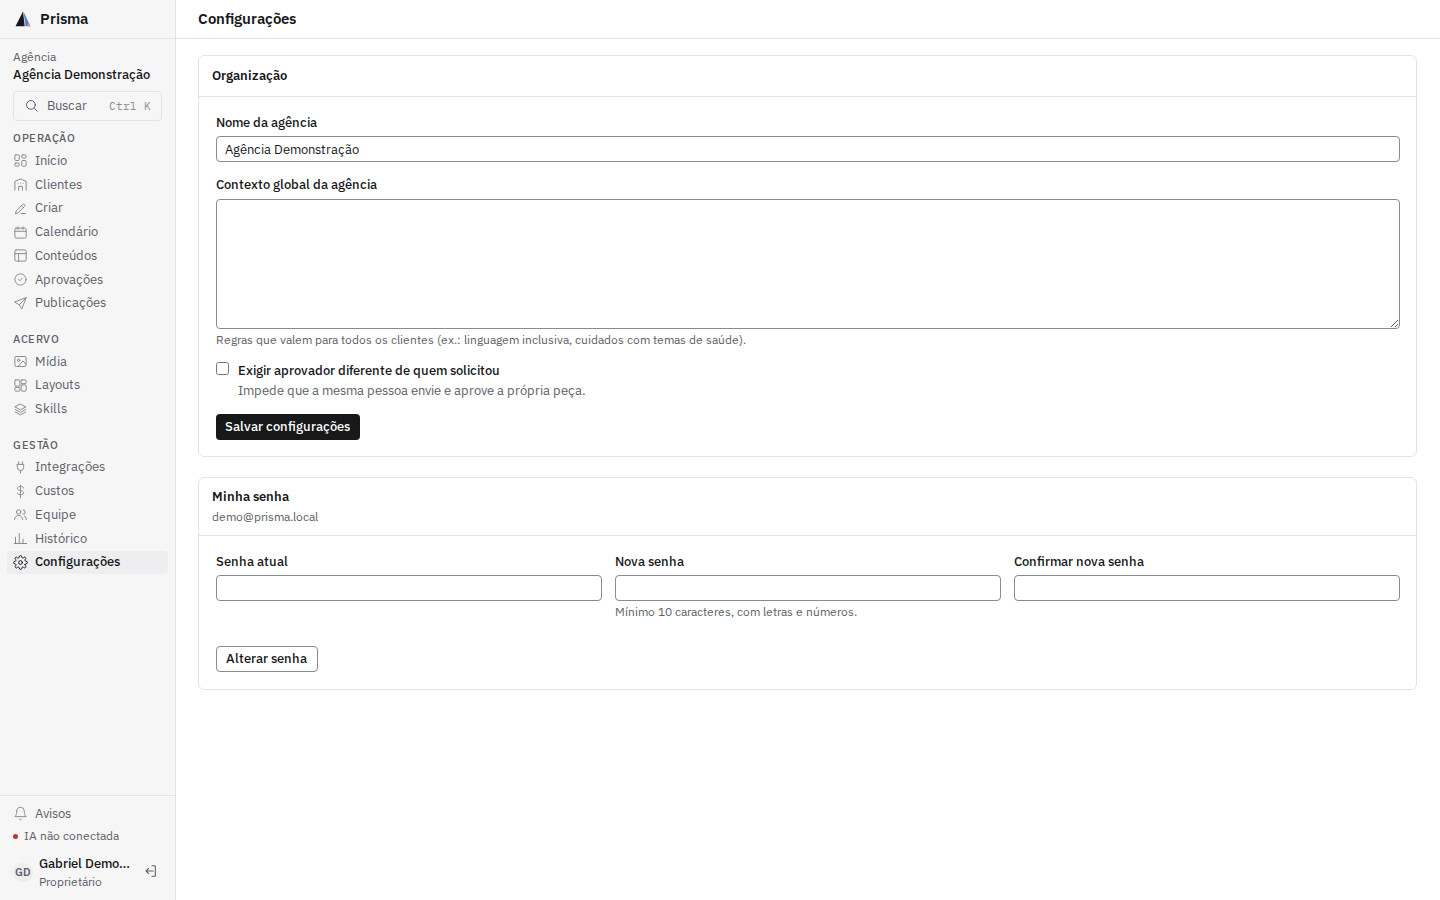 Prisma
Agência
Agência Demonstração
Buscar Ctrl K
OPERAÇÃO
Início
Clientes
Criar
Calendário
Conteúdos
Aprovações
Publicações
ACERVO
Mídia
Layouts
Skills
GESTÃO
Integrações
Custos
Equipe
Histórico
Configurações
Avisos
IA não conectada
GD
Gabriel Demo...
Proprietário
Configurações
Organização
Nome da agência
Agência Demonstração
Contexto global da agência
Regras que valem para todos os clientes (ex.: linguagem inclusiva, cuidados com temas de saúde).
Exigir aprovador diferente de quem solicitou
Impede que a mesma pessoa envie e aprove a própria peça.
Salvar configurações
Minha senha
demo@prisma.local
Senha atual
Nova senha
Confirmar nova senha
Mínimo 10 caracteres, com letras e números.
Alterar senha